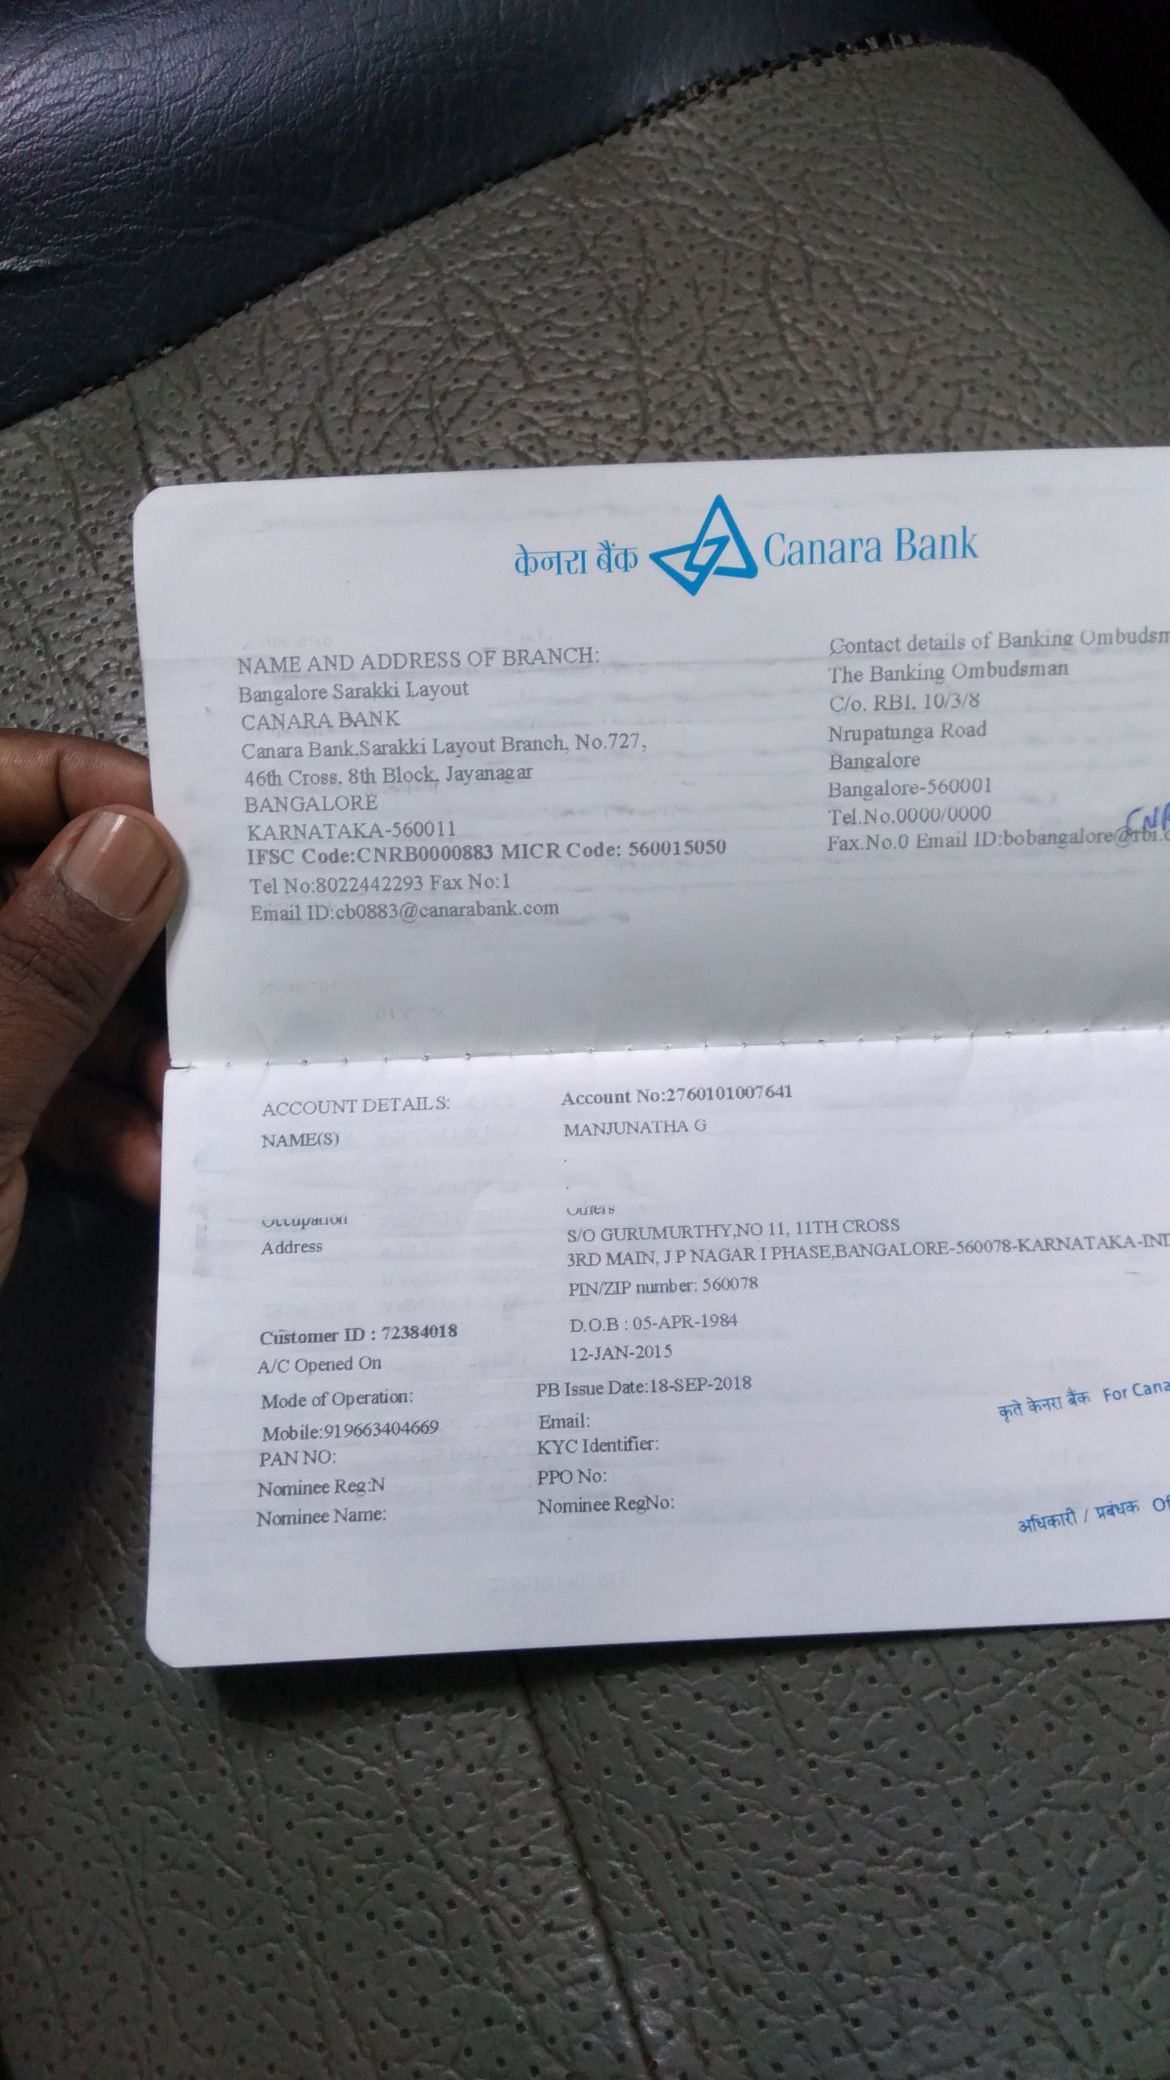 केनरा बैंक Canara Bank
NAME AND ADDRESS OF BRANCH:
Bangalore Sarakki Layout
CANARA BANK
Canara Bank,Sarakki Layout Branch, No.727,
46th Cross, 8th Block, Jayanagar
BANGALORE
KARNATAKA-560011
IFSC Code:CNRB0000883 MICR Code: 560015050
Tel No:8022442293 Fax No:1
Email ID:cb0883@canarabank.com
Contact details of Banking Ombudsm
The Banking Ombudsman
C/o. RBI, 10/3/8
Nrupatunga Road
Bangalore
Bangalore-560001
Tel.No.0000/0000
Fax.No.0 Email ID:bobangalore@rbi.
ACCOUNT DETAILS: Account No:2760101007641
NAME(S) MANJUNATHA G
Occupation Others
Address S/O GURUMURTHY,NO 11, 11TH CROSS
3RD MAIN, J P NAGAR I PHASE,BANGALORE-560078-KARNATAKA-IND
PIN/ZIP number: 560078
Customer ID : 72384018 D.O.B : 05-APR-1984
A/C Opened On 12-JAN-2015
Mode of Operation: PB Issue Date:18-SEP-2018
Mobile:919663404669 Email:
PAN NO: KYC Identifier:
Nominee Reg:N PPO No:
Nominee Name: Nominee RegNo:
कृते केनरा बैंक For Cana
अधिकारी / प्रबंधक Of